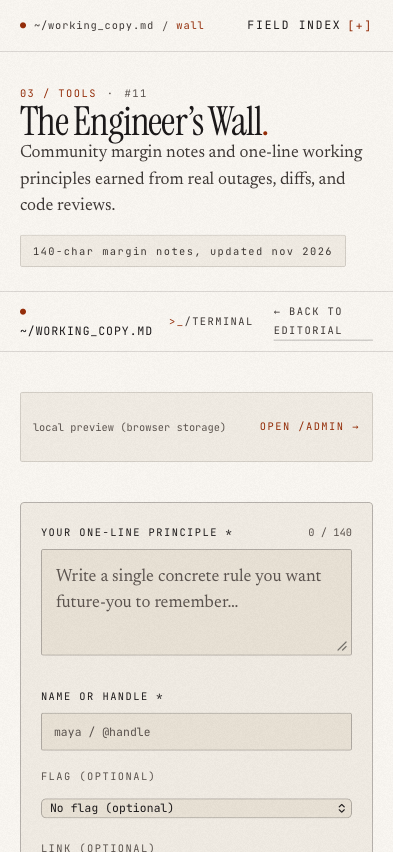 ~/working_copy.md / wall
FIELD INDEX [+]
03 / TOOLS · #11
The Engineer's Wall.
Community margin notes and one-line working
principles earned from real outages, diffs, and
code reviews.
140-char margin notes, updated nov 2026
~/WORKING_COPY.MD
>_/TERMINAL
← BACK TO
EDITORIAL
local preview (browser storage)
OPEN /ADMIN →
YOUR ONE-LINE PRINCIPLE *
0 / 140
Write a single concrete rule you want
future-you to remember…
NAME OR HANDLE *
maya / @handle
FLAG (OPTIONAL)
No flag (optional)
LINK (OPTIONAL)